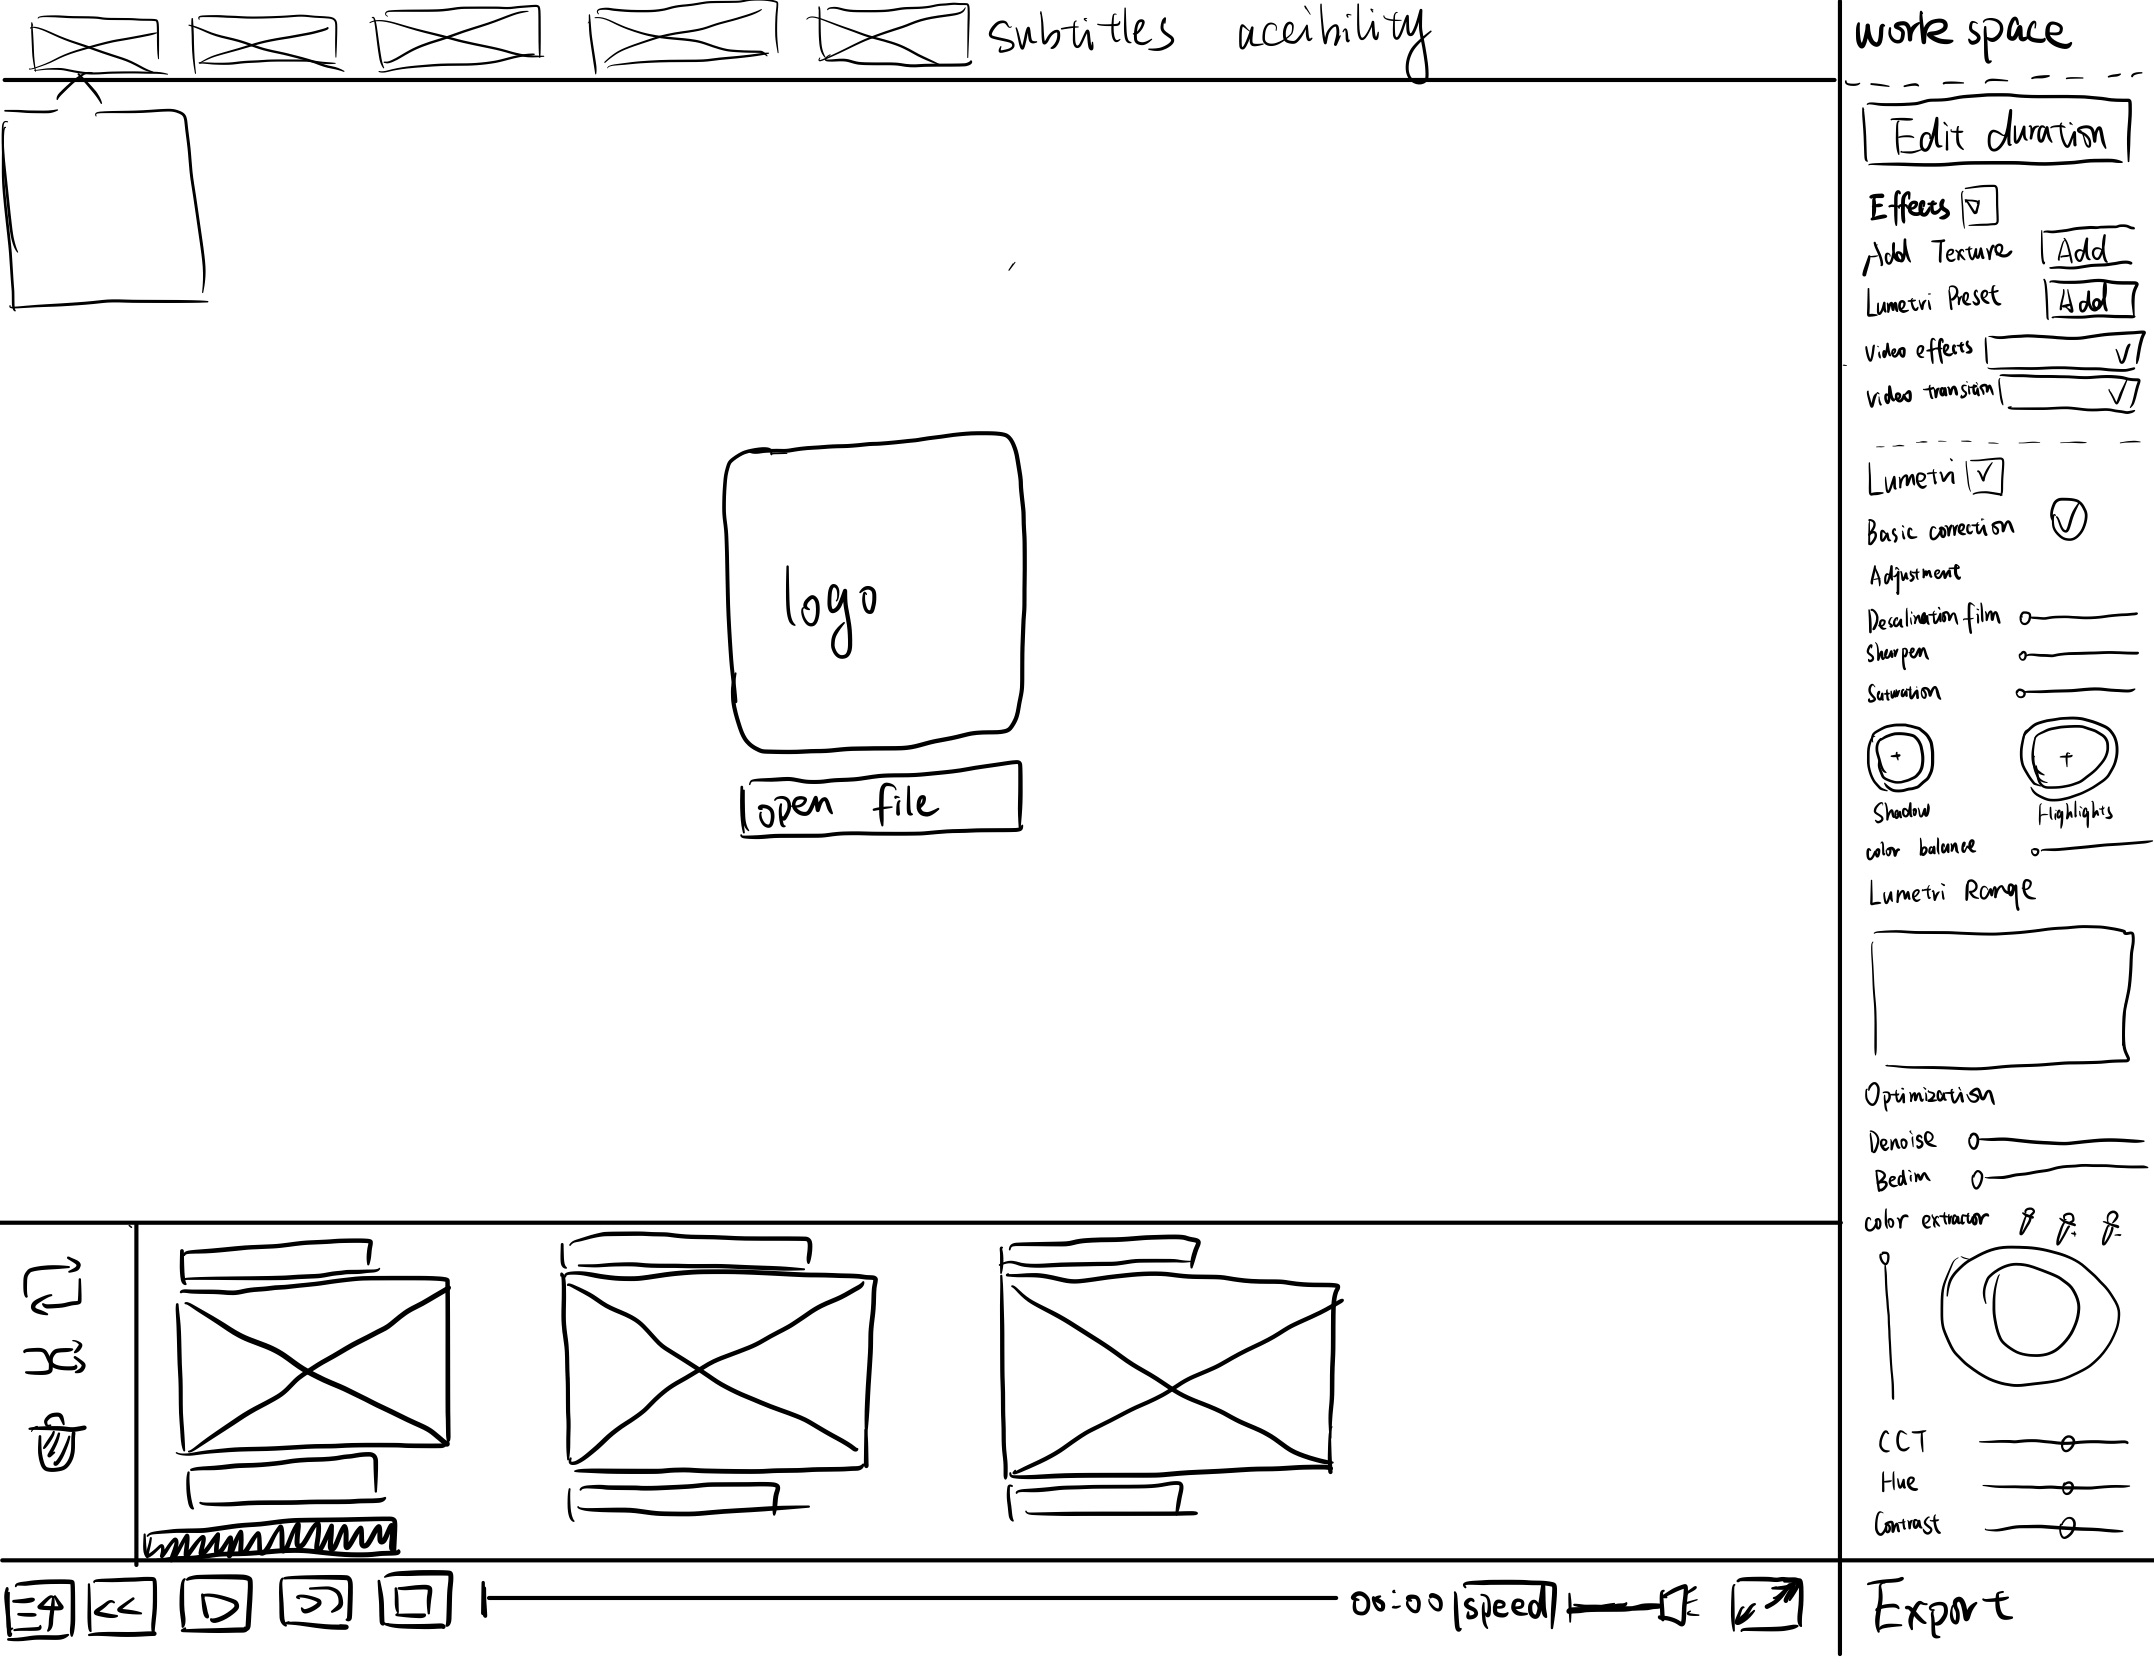 subtitles aceibility
work space
Edit duration
Effects
Add Texture Add
Lumetri Preset Add
Video effects
Video transition
Lumetri
Basic correction
Adjustment
film
Sharpen
Saturation
Shadow Highlights
color balance
Lumetri Range
Optimization
Denoise
Bedim
color extractor
CCT
Hue
Contrast
logo
open file
00:00 speed
Export